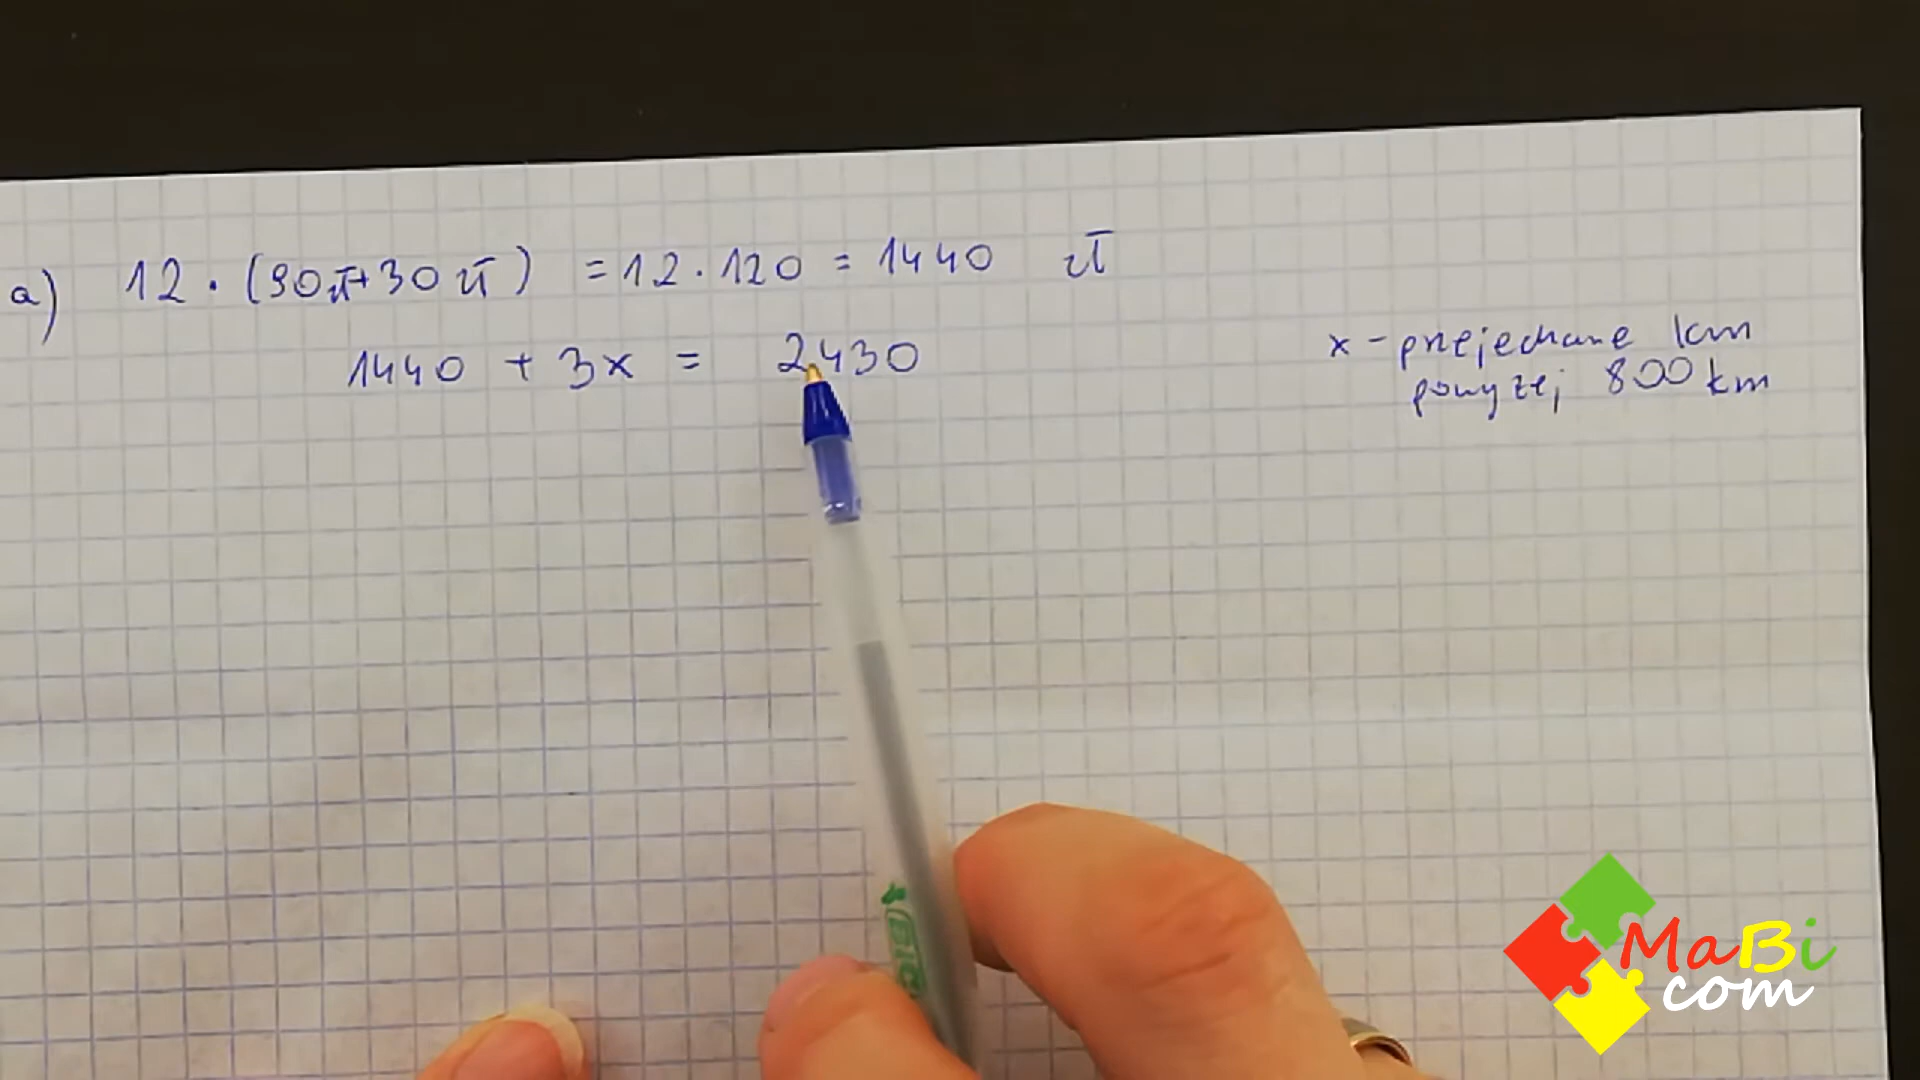 a) 12 · (90 zł+30 zł) = 12 · 120 = 1440 zł
1440 + 3x = 2430
x - przejechane km
powyżej 800 km
BIC
MaBi
com